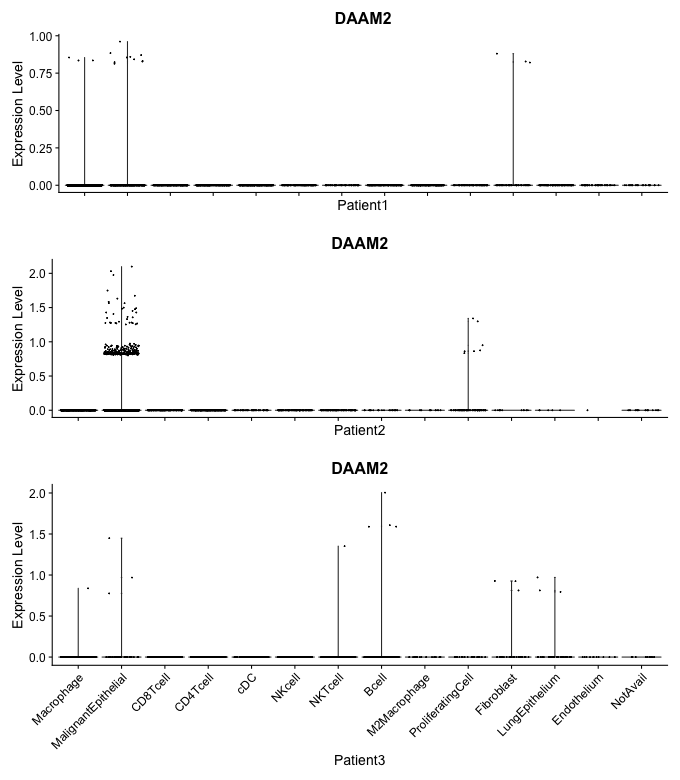 DAAM2
1.00
0.75
0.50
0.25
0.00
Expression Level
Patient1
DAAM2
2.0
1.5
1.0
0.5
0.0
Expression Level
Patient2
DAAM2
2.0
1.5
1.0
0.5
0.0
Expression Level
Macrophage
MalignantEpithelial
CD8Tcell
CD4Tcell
cDC
NKcell
NKTcell
Bcell
M2Macrophage
ProliferatingCell
Fibroblast
LungEpithelium
Endothelium
NotAvail
Patient3